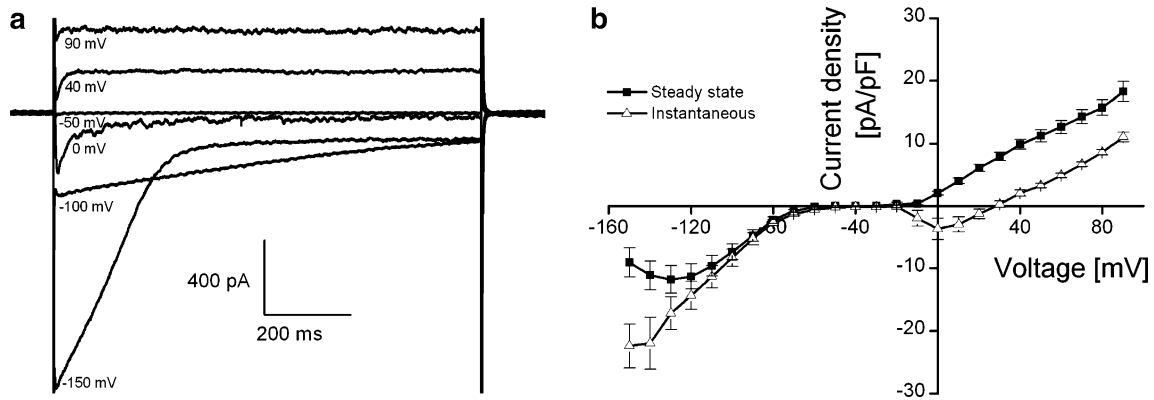 a
90 mV
40 mV
-50 mV
0 mV
-100 mV
-150 mV
400 pA
200 ms
b
Steady state
Instantaneous
Current density
[pA/pF]
30
20
10
-160
-120
-60
-40
40
80
-10
-20
-30
Voltage [mV]